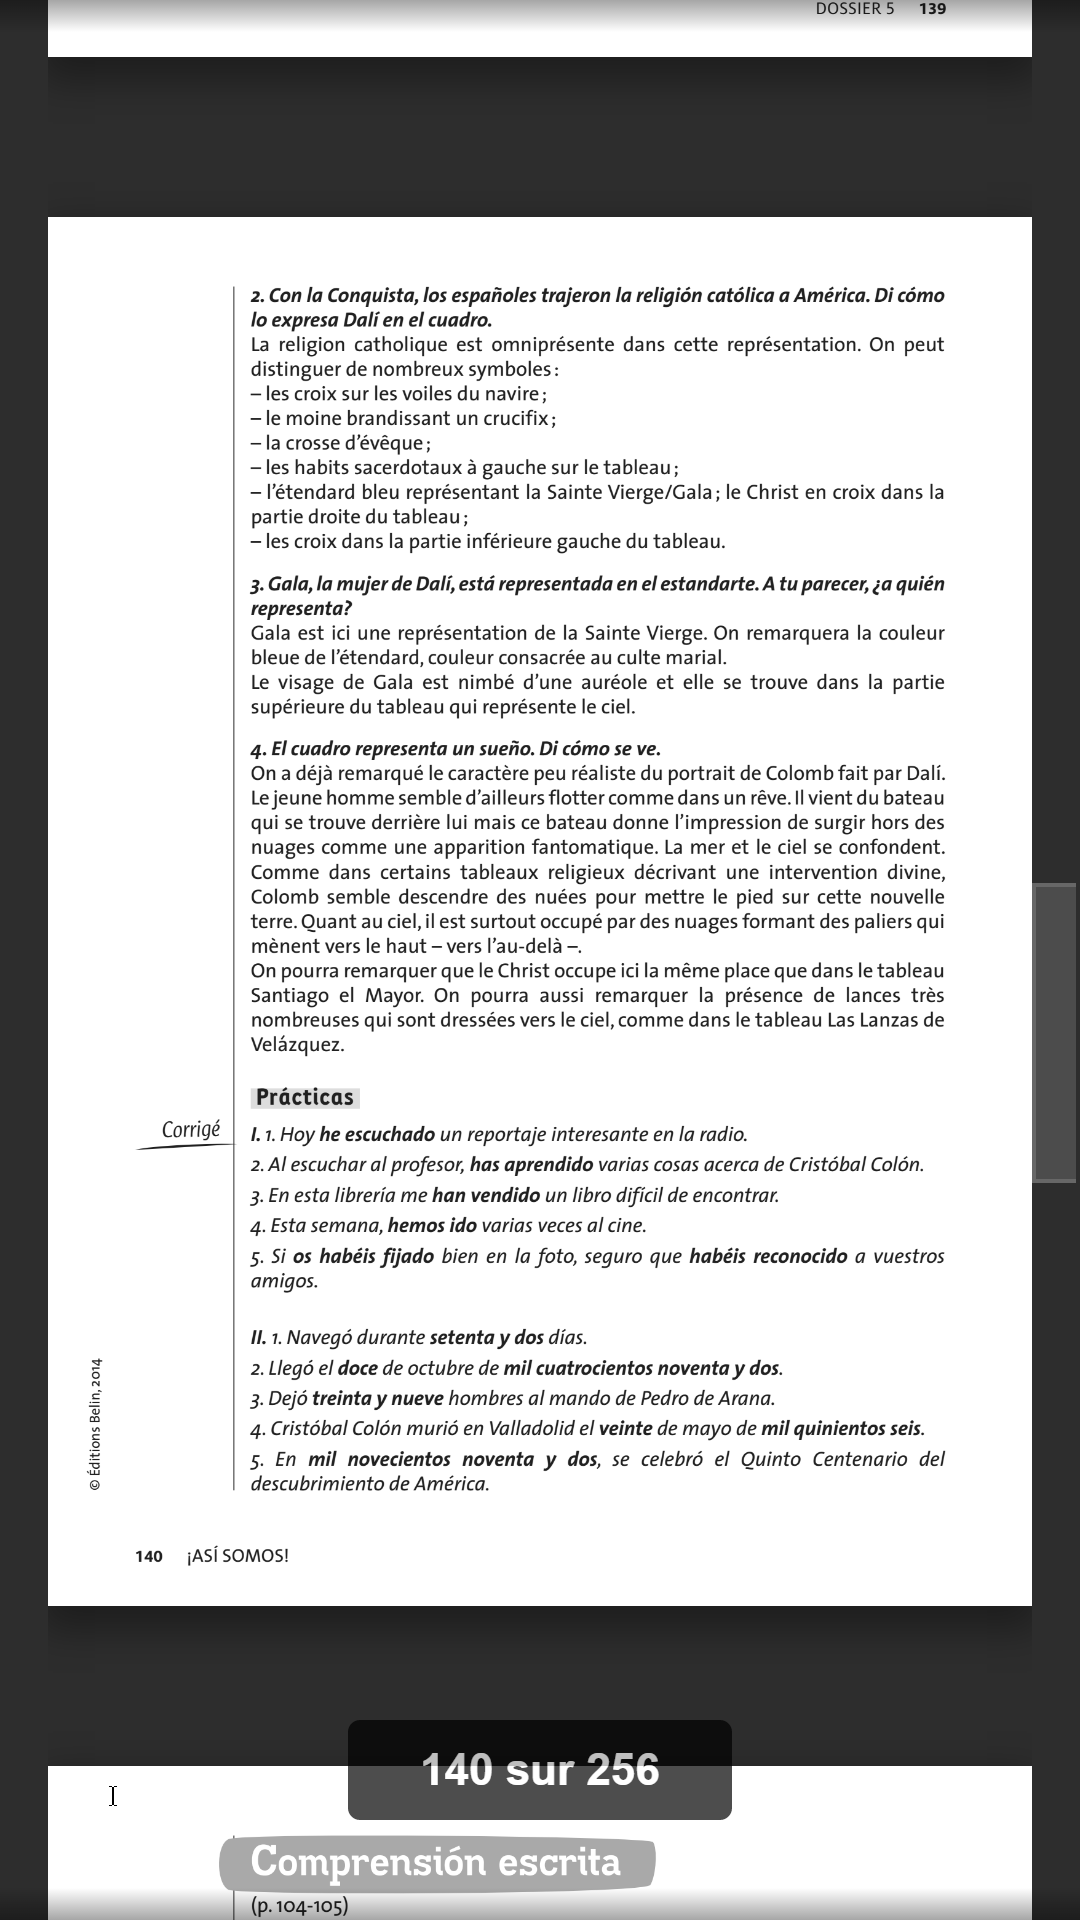 DOSSIER 5 139
2. Con la Conquista, los españoles trajeron la religión católica a América. Di cómo
lo expresa Dalí en el cuadro.
La religion catholique est omniprésente dans cette représentation. On peut
distinguer de nombreux symboles :
– les croix sur les voiles du navire ;
– le moine brandissant un crucifix ;
– la crosse d’évêque ;
– les habits sacerdotaux à gauche sur le tableau ;
– l’étendard bleu représentant la Sainte Vierge/Gala ; le Christ en croix dans la
partie droite du tableau ;
– les croix dans la partie inférieure gauche du tableau.
3. Gala, la mujer de Dalí, está representada en el estandarte. A tu parecer, ¿a quién
representa?
Gala est ici une représentation de la Sainte Vierge. On remarquera la couleur
bleue de l’étendard, couleur consacrée au culte marial.
Le visage de Gala est nimbé d’une auréole et elle se trouve dans la partie
supérieure du tableau qui représente le ciel.
4. El cuadro representa un sueño. Di cómo se ve.
On a déjà remarqué le caractère peu réaliste du portrait de Colomb fait par Dalí.
Le jeune homme semble d’ailleurs flotter comme dans un rêve. Il vient du bateau
qui se trouve derrière lui mais ce bateau donne l’impression de surgir hors des
nuages comme une apparition fantomatique. La mer et le ciel se confondent.
Comme dans certains tableaux religieux décrivant une intervention divine,
Colomb semble descendre des nuées pour mettre le pied sur cette nouvelle
terre. Quant au ciel, il est surtout occupé par des nuages formant des paliers qui
mènent vers le haut – vers l’au-delà –.
On pourra remarquer que le Christ occupe ici la même place que dans le tableau
Santiago el Mayor. On pourra aussi remarquer la présence de lances très
nombreuses qui sont dressées vers le ciel, comme dans le tableau Las Lanzas de
Velázquez.
Prácticas
Corrigé
I. 1. Hoy he escuchado un reportaje interesante en la radio.
2. Al escuchar al profesor, has aprendido varias cosas acerca de Cristóbal Colón.
3. En esta librería me han vendido un libro difícil de encontrar.
4. Esta semana, hemos ido varias veces al cine.
5. Si os habéis fijado bien en la foto, seguro que habéis reconocido a vuestros
amigos.
II. 1. Navegó durante setenta y dos días.
2. Llegó el doce de octubre de mil cuatrocientos noventa y dos.
3. Dejó treinta y nueve hombres al mando de Pedro de Arana.
4. Cristóbal Colón murió en Valladolid el veinte de mayo de mil quinientos seis.
5. En mil novecientos noventa y dos, se celebró el Quinto Centenario del
descubrimiento de América.
© Éditions Belin, 2014
140 ¡ASÍ SOMOS!
140 sur 256
Comprensión escrita
(p. 104-105)